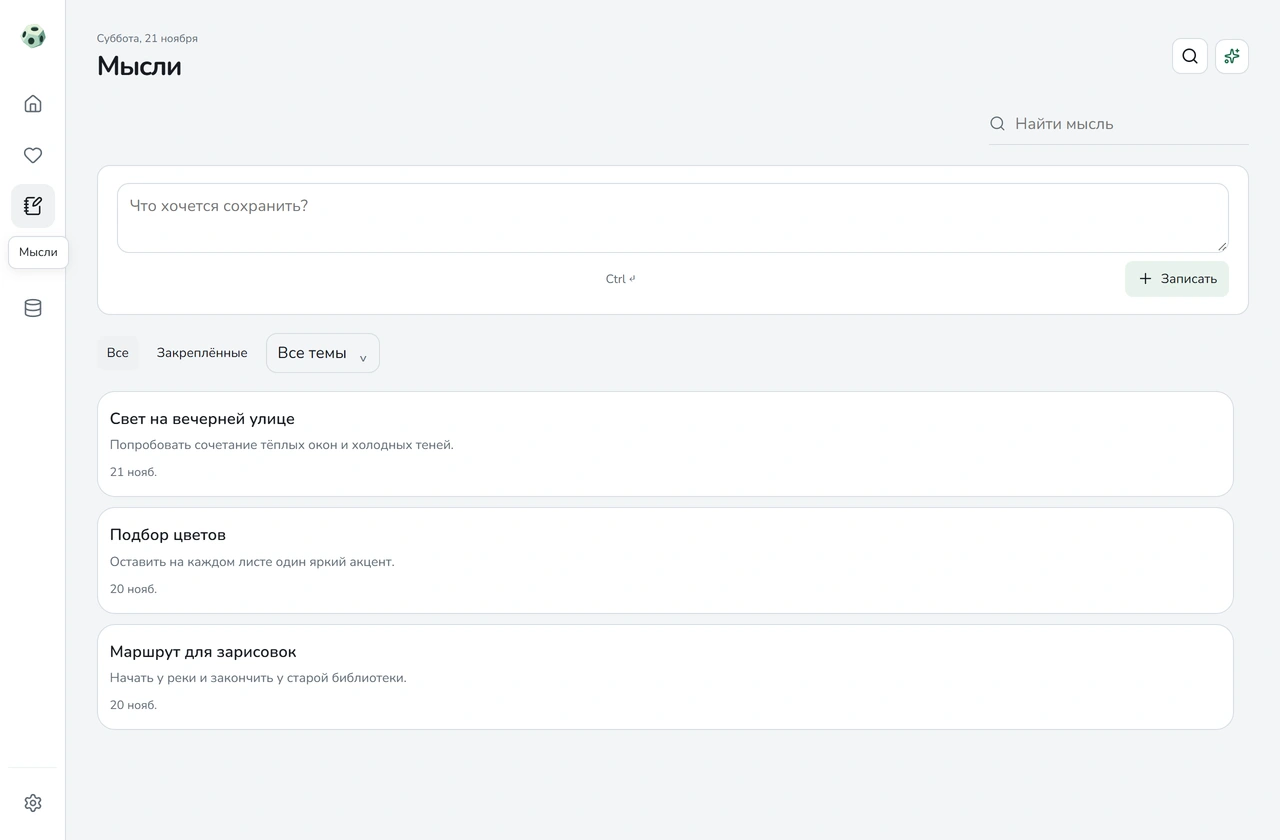 Суббота, 21 ноября
Мысли
Найти мысль
Мысли
Что хочется сохранить?
Ctrl ⏎
Записать
Все
Закреплённые
Все темы
Свет на вечерней улице
Попробовать сочетание тёплых окон и холодных теней.
21 нояб.
Подбор цветов
Оставить на каждом листе один яркий акцент.
20 нояб.
Маршрут для зарисовок
Начать у реки и закончить у старой библиотеки.
20 нояб.